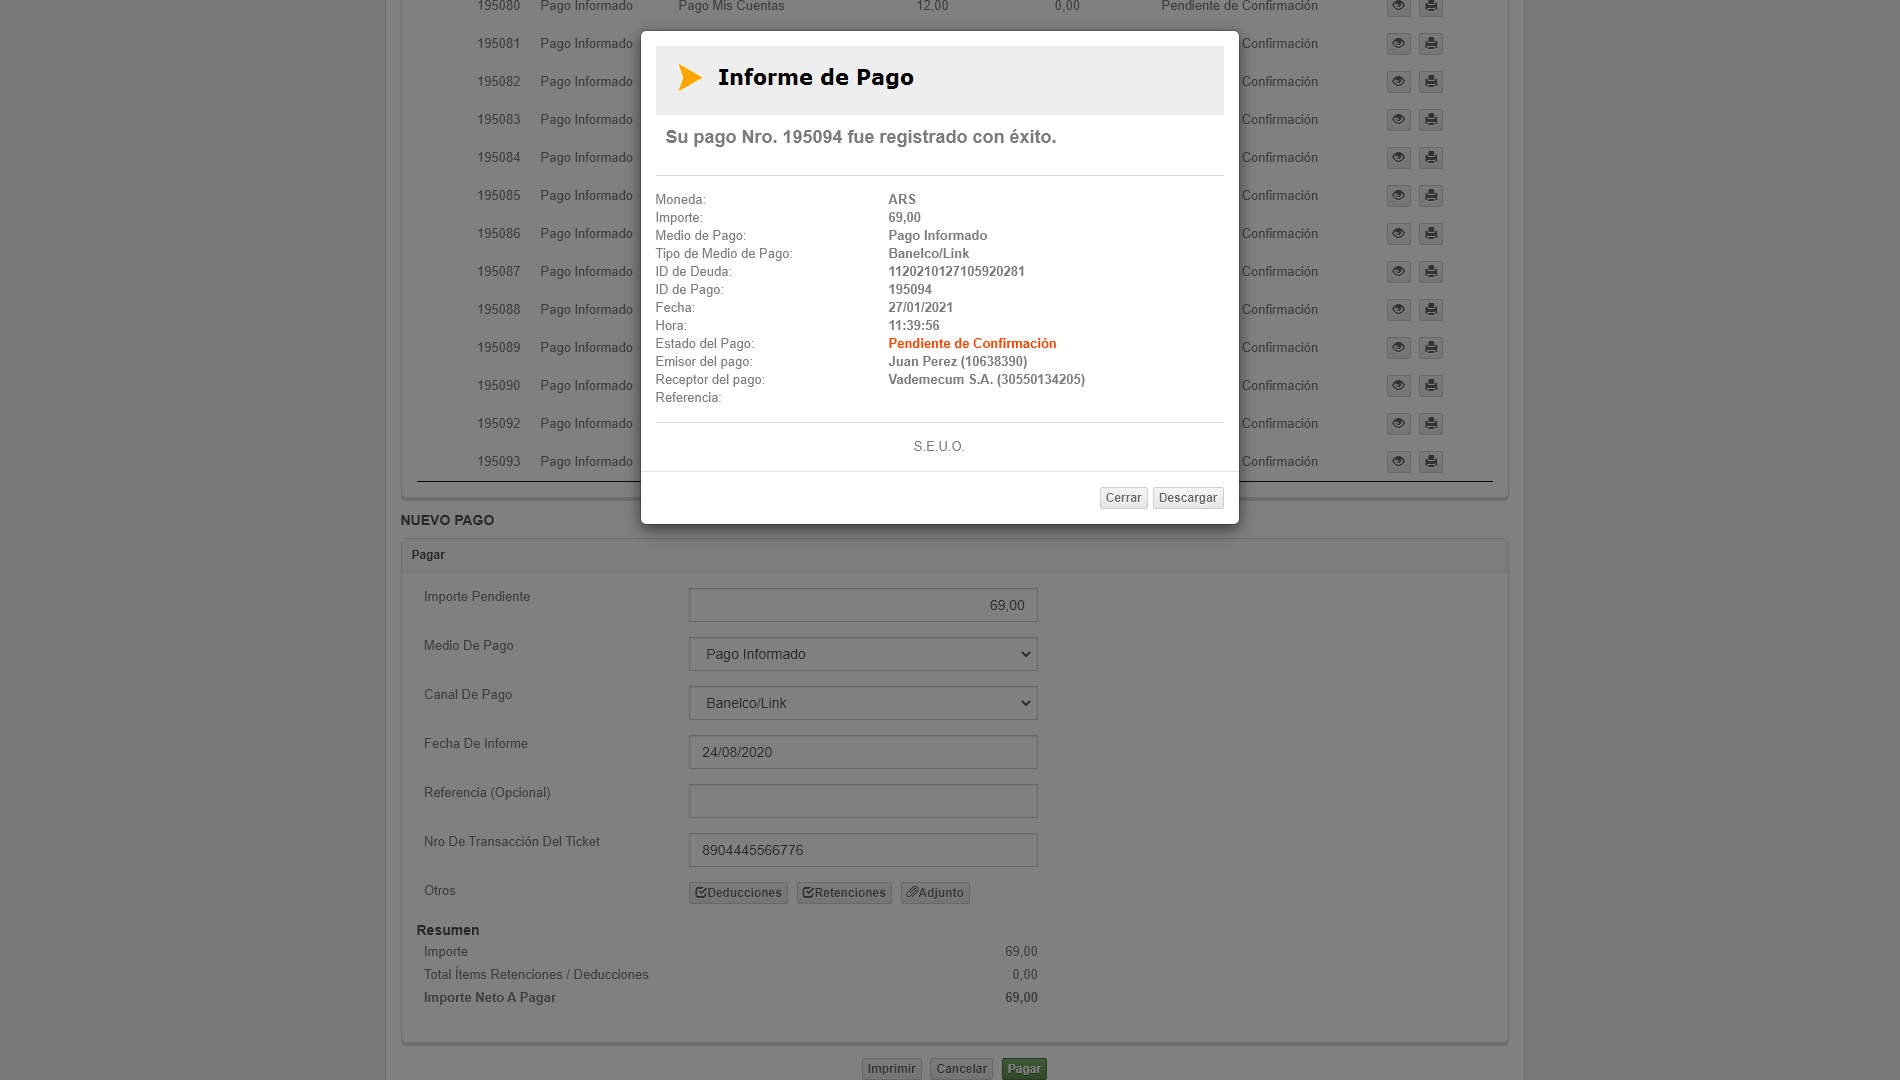 195080 Pago Informado Pago Mis Cuentas 12,00 0,00 Pendiente de Confirmación
195081 Pago Informado Confirmación
195082 Pago Informado Confirmación
195083 Pago Informado Confirmación
195084 Pago Informado Confirmación
195085 Pago Informado Confirmación
195086 Pago Informado Confirmación
195087 Pago Informado Confirmación
195088 Pago Informado Confirmación
195089 Pago Informado Confirmación
195090 Pago Informado Confirmación
195092 Pago Informado Confirmación
195093 Pago Informado Confirmación
Informe de Pago
Su pago Nro. 195094 fue registrado con éxito.
Moneda: ARS
Importe: 69,00
Medio de Pago: Pago Informado
Tipo de Medio de Pago: Banelco/Link
ID de Deuda: 1120210127105920281
ID de Pago: 195094
Fecha: 27/01/2021
Hora: 11:39:56
Estado del Pago: Pendiente de Confirmación
Emisor del pago: Juan Perez (10638390)
Receptor del pago: Vademecum S.A. (30550134205)
Referencia:
S.E.U.O.
Cerrar Descargar
NUEVO PAGO
Pagar
Importe Pendiente 69,00
Medio De Pago Pago Informado
Canal De Pago Banelco/Link
Fecha De Informe 24/08/2020
Referencia (Opcional)
Nro De Transacción Del Ticket 8904445566776
Otros Deducciones Retenciones Adjunto
Resumen
Importe 69,00
Total Ítems Retenciones / Deducciones 0,00
Importe Neto A Pagar 69,00
Imprimir Cancelar Pagar